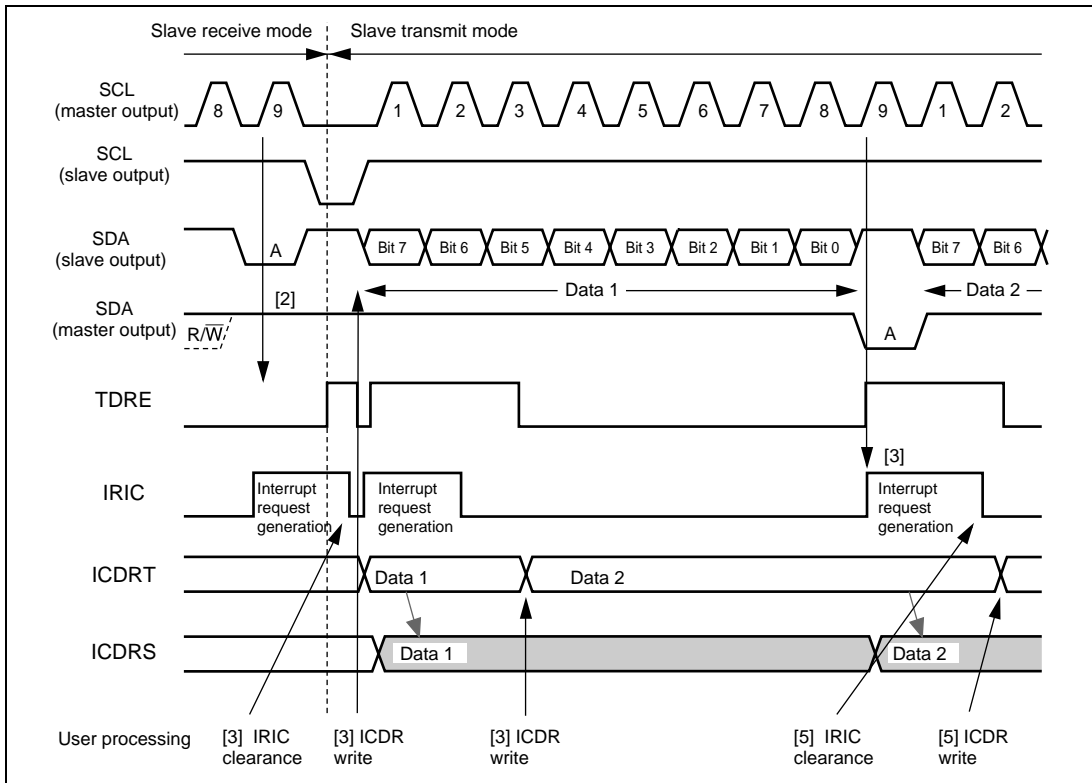 Slave receive mode
Slave transmit mode
SCL
(master output)
8 9 1 2 3 4 5 6 7 8 9 1 2
SCL
(slave output)
SDA
(slave output)
A
Bit 7 Bit 6 Bit 5 Bit 4 Bit 3 Bit 2 Bit 1 Bit 0 Bit 7 Bit 6
[2]
Data 1
Data 2
SDA
(master output)
R/W̅
A
TDRE
[3]
IRIC
Interrupt
request
generation
Interrupt
request
generation
Interrupt
request
generation
ICDRT
Data 1
Data 2
ICDRS
Data 1
Data 2
User processing
[3] IRIC
clearance
[3] ICDR
write
[3] ICDR
write
[5] IRIC
clearance
[5] ICDR
write